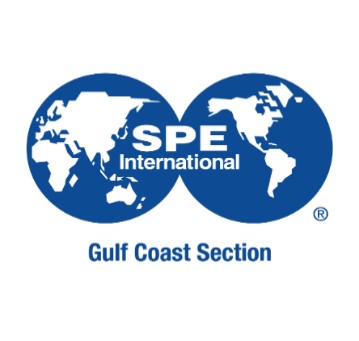 SPE
International
®
Gulf Coast Section